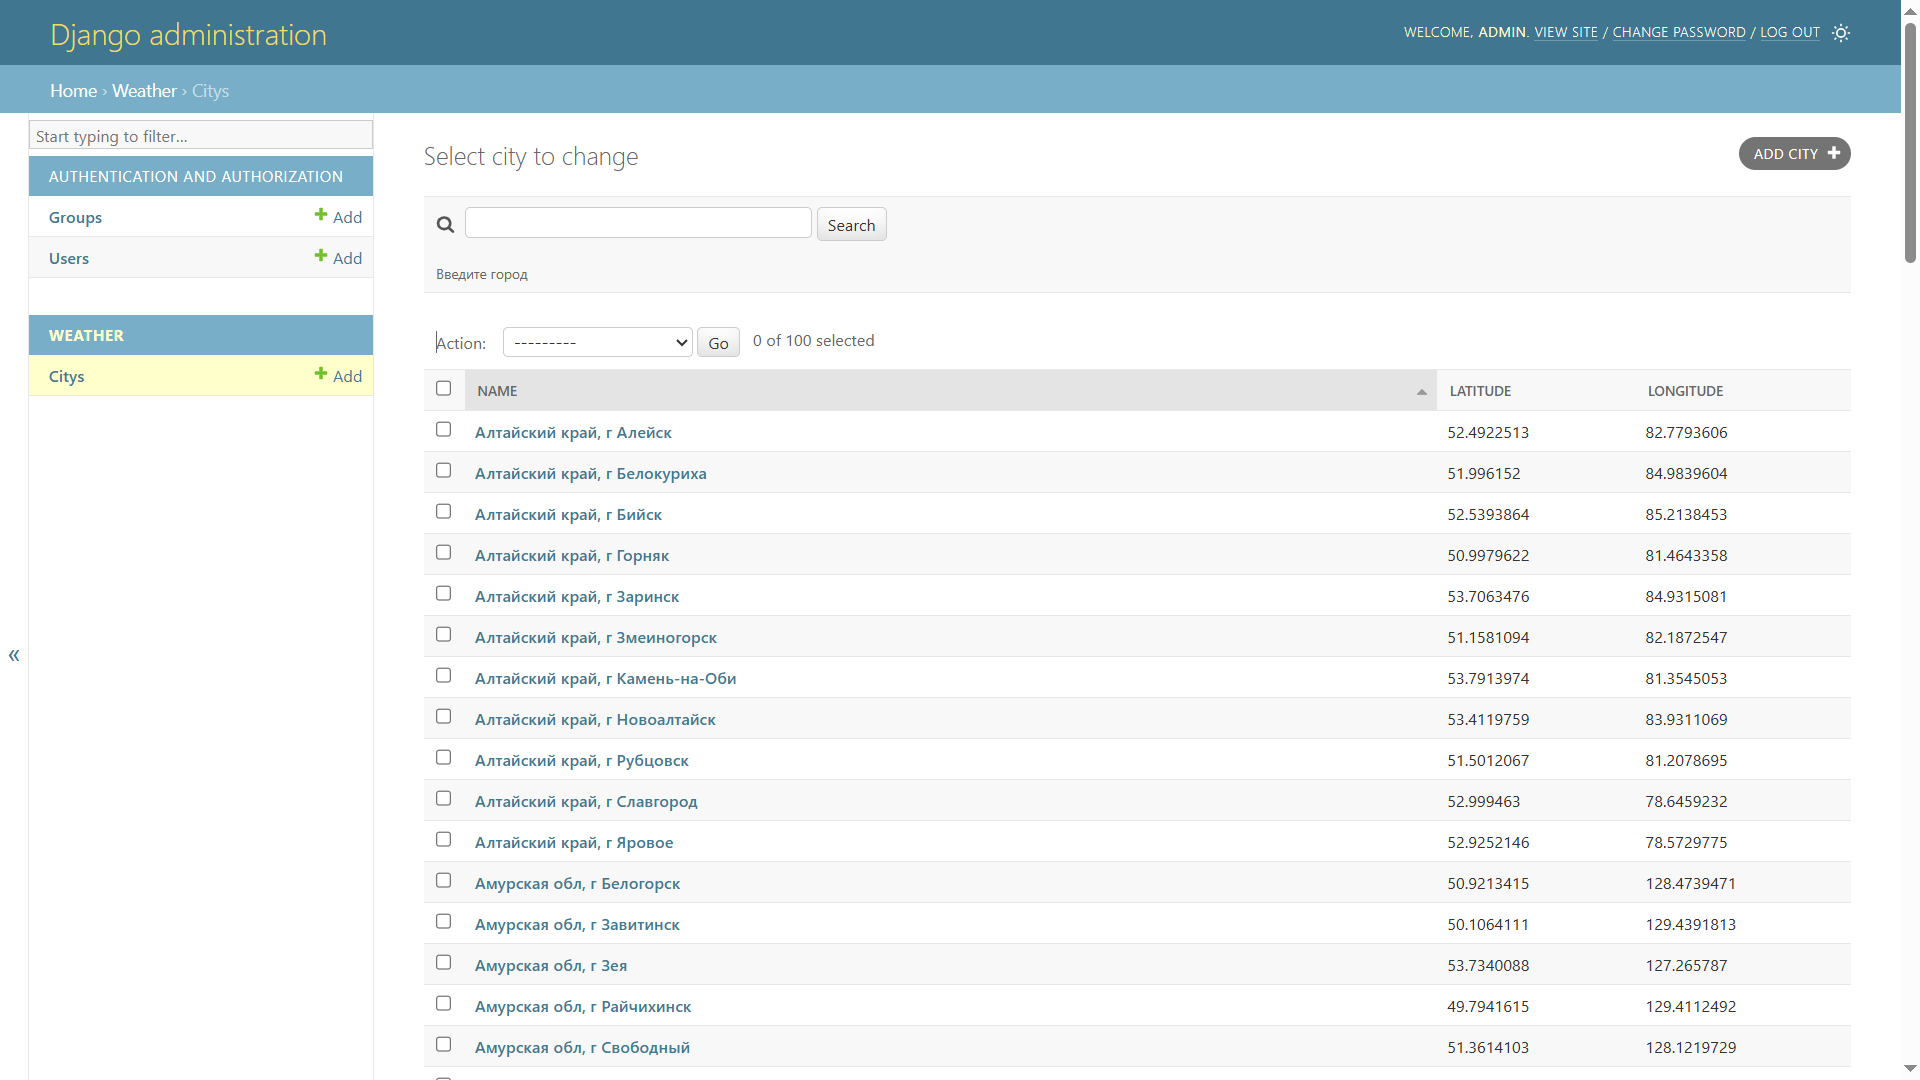 Django administration
WELCOME, ADMIN. VIEW SITE / CHANGE PASSWORD / LOG OUT
Home › Weather › Citys
Start typing to filter...
AUTHENTICATION AND AUTHORIZATION
Groups + Add
Users + Add
WEATHER
Citys + Add
«
Select city to change
ADD CITY +
Search
Введите город
Action: --------- Go 0 of 100 selected
NAME LATITUDE LONGITUDE
Алтайский край, г Алейск 52.4922513 82.7793606
Алтайский край, г Белокуриха 51.996152 84.9839604
Алтайский край, г Бийск 52.5393864 85.2138453
Алтайский край, г Горняк 50.9979622 81.4643358
Алтайский край, г Заринск 53.7063476 84.9315081
Алтайский край, г Змеиногорск 51.1581094 82.1872547
Алтайский край, г Камень-на-Оби 53.7913974 81.3545053
Алтайский край, г Новоалтайск 53.4119759 83.9311069
Алтайский край, г Рубцовск 51.5012067 81.2078695
Алтайский край, г Славгород 52.999463 78.6459232
Алтайский край, г Яровое 52.9252146 78.5729775
Амурская обл, г Белогорск 50.9213415 128.4739471
Амурская обл, г Завитинск 50.1064111 129.4391813
Амурская обл, г Зея 53.7340088 127.265787
Амурская обл, г Райчихинск 49.7941615 129.4112492
Амурская обл, г Свободный 51.3614103 128.1219729